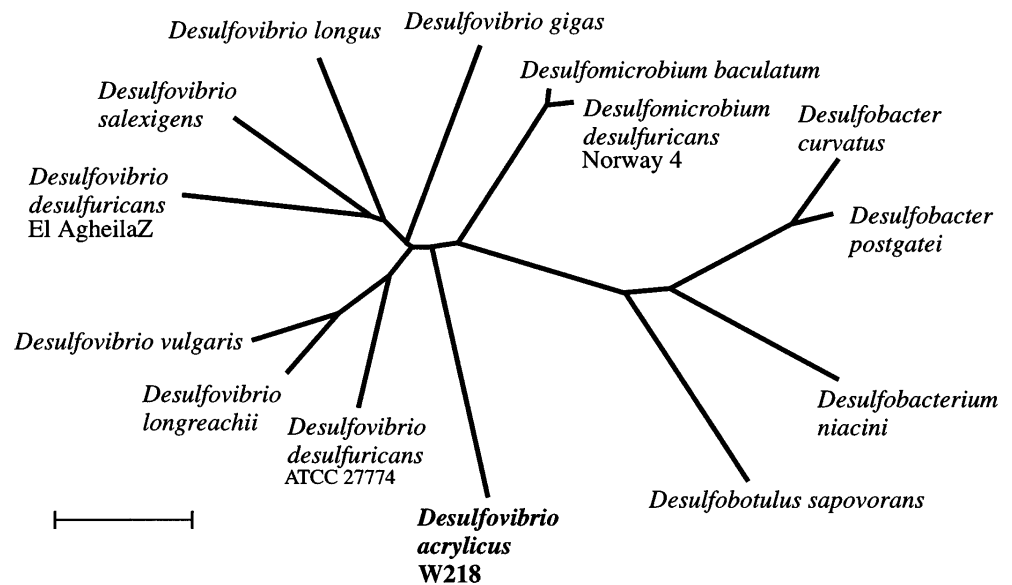 Desulfovibrio longus
Desulfovibrio gigas
Desulfomicrobium baculatum
Desulfovibrio
salexigens
Desulfomicrobium
desulfuricans
Norway 4
Desulfobacter
curvatus
Desulfovibrio
desulfuricans
El AgheilaZ
Desulfobacter
postgatei
Desulfovibrio vulgaris
Desulfovibrio
longreachii
Desulfovibrio
desulfuricans
ATCC 27774
Desulfobacterium
niacini
Desulfobotulus sapovorans
Desulfovibrio
acrylicus
W218